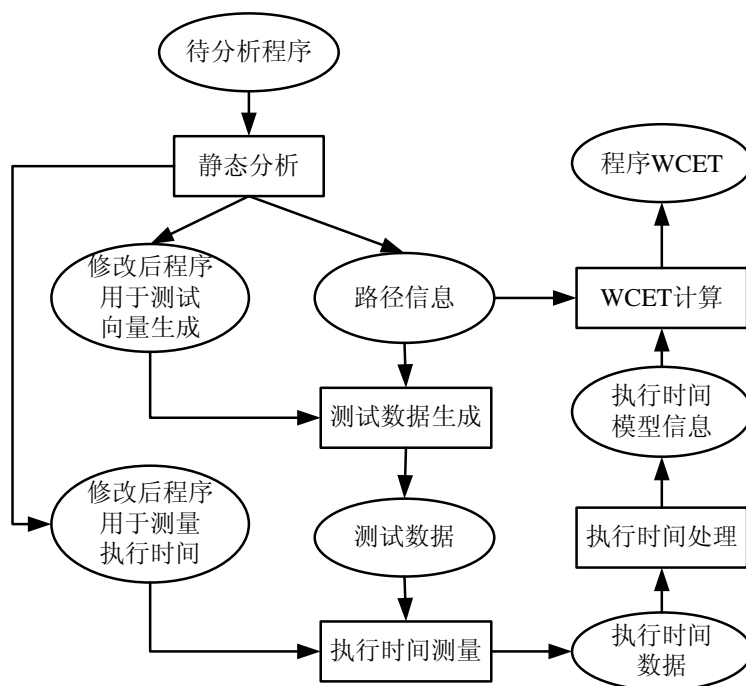 待分析程序
静态分析
程序WCET
修改后程序
用于测试
向量生成
路径信息
WCET计算
测试数据生成
执行时间
模型信息
修改后程序
用于测量
执行时间
测试数据
执行时间处理
执行时间测量
执行时间
数据